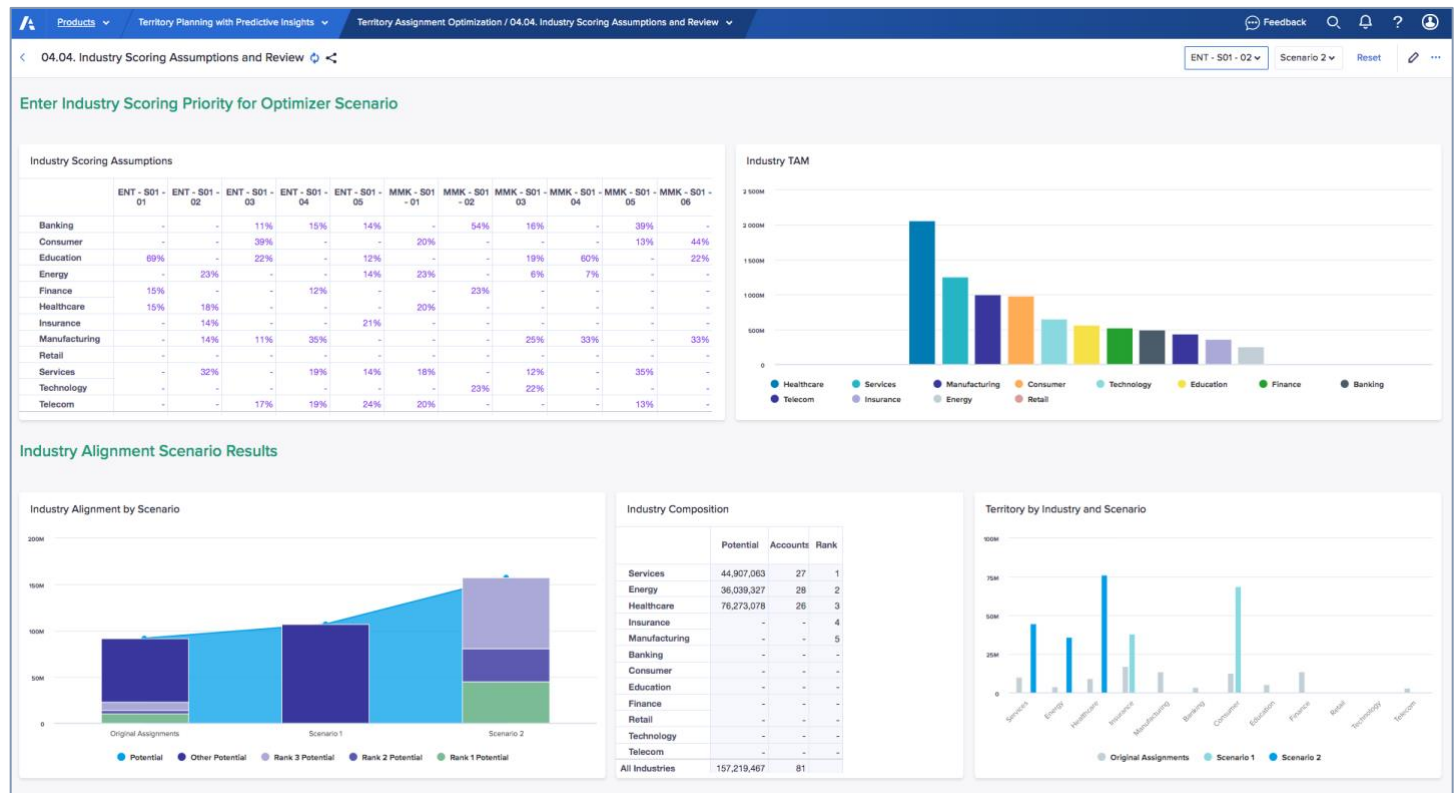 Products
Territory Planning with Predictive Insights
Territory Assignment Optimization / 04.04. Industry Scoring Assumptions and Review
Feedback
?
04.04. Industry Scoring Assumptions and Review
ENT - S01 - 02
Scenario 2
Reset
Enter Industry Scoring Priority for Optimizer Scenario
Industry Scoring Assumptions
ENT - S01 - 01 ENT - S01 - 02 ENT - S01 - 03 ENT - S01 - 04 ENT - S01 - 05 MMK - S01 - 01 MMK - S01 - 02 MMK - S01 - 03 MMK - S01 - 04 MMK - S01 - 05 MMK - S01 - 06
Banking - - 11% 15% 14% - 54% 16% - 39% -
Consumer - - 39% - - 20% - - - 13% 44%
Education 69% - 22% - 12% - - 19% 60% - 22%
Energy - 23% - - 14% 23% - 6% 7% - -
Finance 15% - - 12% - - 23% - - - -
Healthcare 15% 18% - - - 20% - - - - -
Insurance - 14% - - 21% - - - - - -
Manufacturing - 14% 11% 35% - - - 25% 33% - 33%
Retail - - - - - - - - - - -
Services - 32% - 19% 14% 18% - 12% - 35% -
Technology - - - - - - 23% 22% - - -
Telecom - - 17% 19% 24% 20% - - - 13% -
Industry TAM
2 500M
2 000M
1 500M
1 000M
500M
0
Healthcare Services Manufacturing Consumer Technology Education Finance Banking
Telecom Insurance Energy Retail
Industry Alignment Scenario Results
Industry Alignment by Scenario
200M
150M
100M
50M
0
Original Assignments Scenario 1 Scenario 2
Potential Other Potential Rank 3 Potential Rank 2 Potential Rank 1 Potential
Industry Composition
Potential Accounts Rank
Services 44,907,063 27 1
Energy 36,039,327 28 2
Healthcare 76,273,078 26 3
Insurance - - 4
Manufacturing - - 5
Banking - - -
Consumer - - -
Education - - -
Finance - - -
Retail - - -
Technology - - -
Telecom - - -
All Industries 157,219,467 81
Territory by Industry and Scenario
100M
75M
50M
25M
0
Services Energy Healthcare Insurance Manufacturing Banking Consumer Education Finance Retail Technology Telecom
Original Assignments Scenario 1 Scenario 2